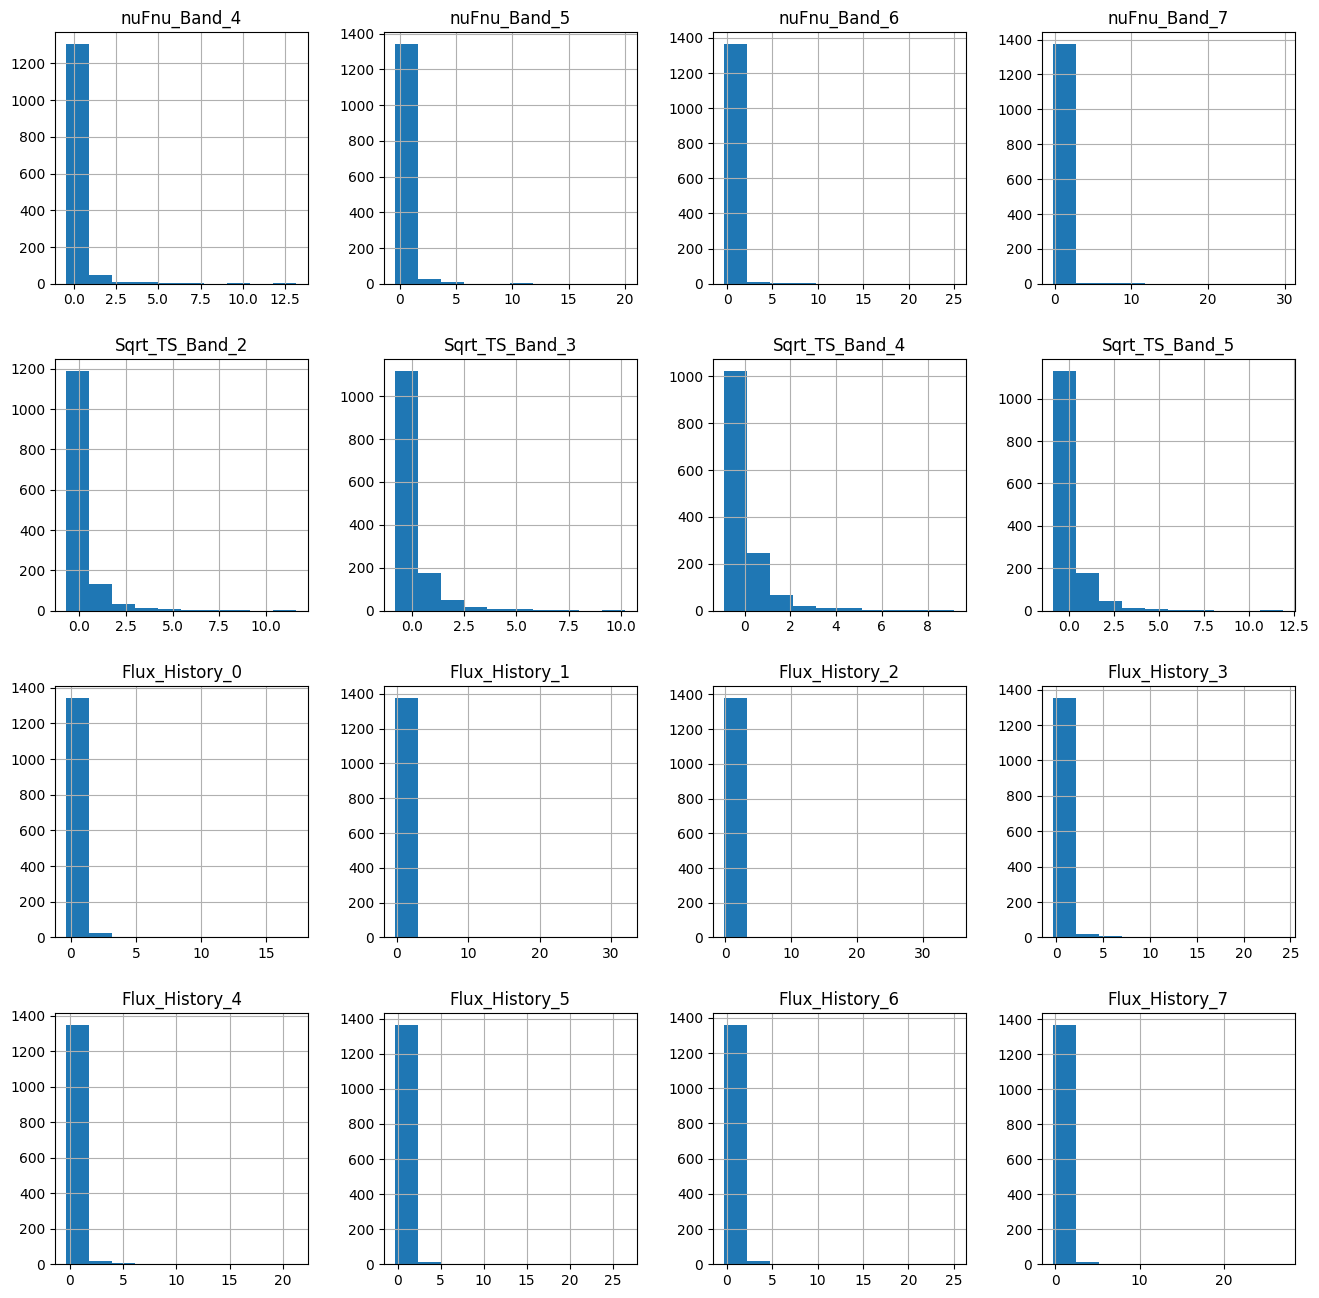 nuFnu_Band_4 nuFnu_Band_5 nuFnu_Band_6 nuFnu_Band_7
1200 1000 800 600 400 200 0
0.0 2.5 5.0 7.5 10.0 12.5
1400 1200 1000 800 600 400 200 0
0 5 10 15 20
1400 1200 1000 800 600 400 200 0
0 5 10 15 20 25
1400 1200 1000 800 600 400 200 0
0 10 20 30
Sqrt_TS_Band_2 Sqrt_TS_Band_3 Sqrt_TS_Band_4 Sqrt_TS_Band_5
1200 1000 800 600 400 200 0
0.0 2.5 5.0 7.5 10.0
1000 800 600 400 200 0
0.0 2.5 5.0 7.5 10.0
1000 800 600 400 200 0
0 2 4 6 8
1000 800 600 400 200 0
0.0 2.5 5.0 7.5 10.0 12.5
Flux_History_0 Flux_History_1 Flux_History_2 Flux_History_3
1400 1200 1000 800 600 400 200 0
0 5 10 15
1400 1200 1000 800 600 400 200 0
0 10 20 30
1400 1200 1000 800 600 400 200 0
0 10 20 30
1400 1200 1000 800 600 400 200 0
0 5 10 15 20 25
Flux_History_4 Flux_History_5 Flux_History_6 Flux_History_7
1400 1200 1000 800 600 400 200 0
0 5 10 15 20
1400 1200 1000 800 600 400 200 0
0 5 10 15 20 25
1400 1200 1000 800 600 400 200 0
0 5 10 15 20 25
1400 1200 1000 800 600 400 200 0
0 10 20